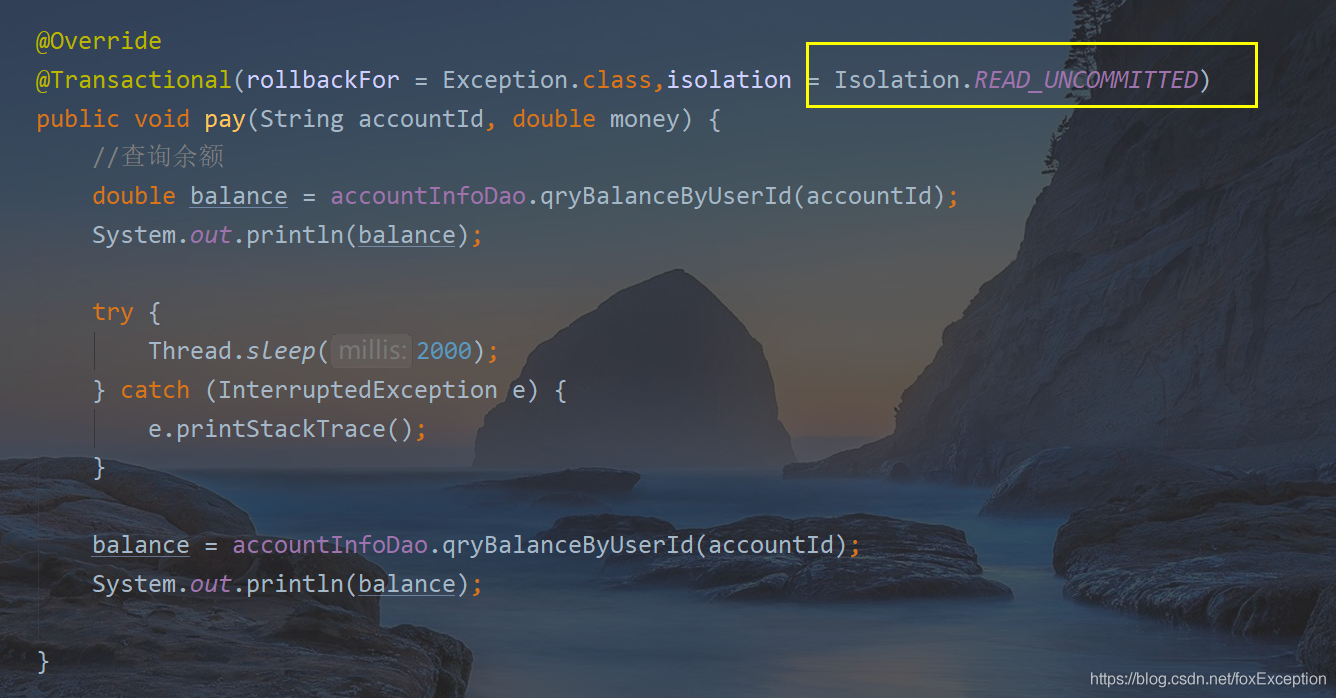 @Override
@Transactional(rollbackFor = Exception.class,isolation = Isolation.READ_UNCOMMITTED)
public void pay(String accountId, double money) {
//查询余额
double balance = accountInfoDao.qryBalanceByUserId(accountId);
System.out.println(balance);
try {
Thread.sleep( millis: 2000);
} catch (InterruptedException e) {
e.printStackTrace();
}
balance = accountInfoDao.qryBalanceByUserId(accountId);
System.out.println(balance);
}
https://blog.csdn.net/foxException